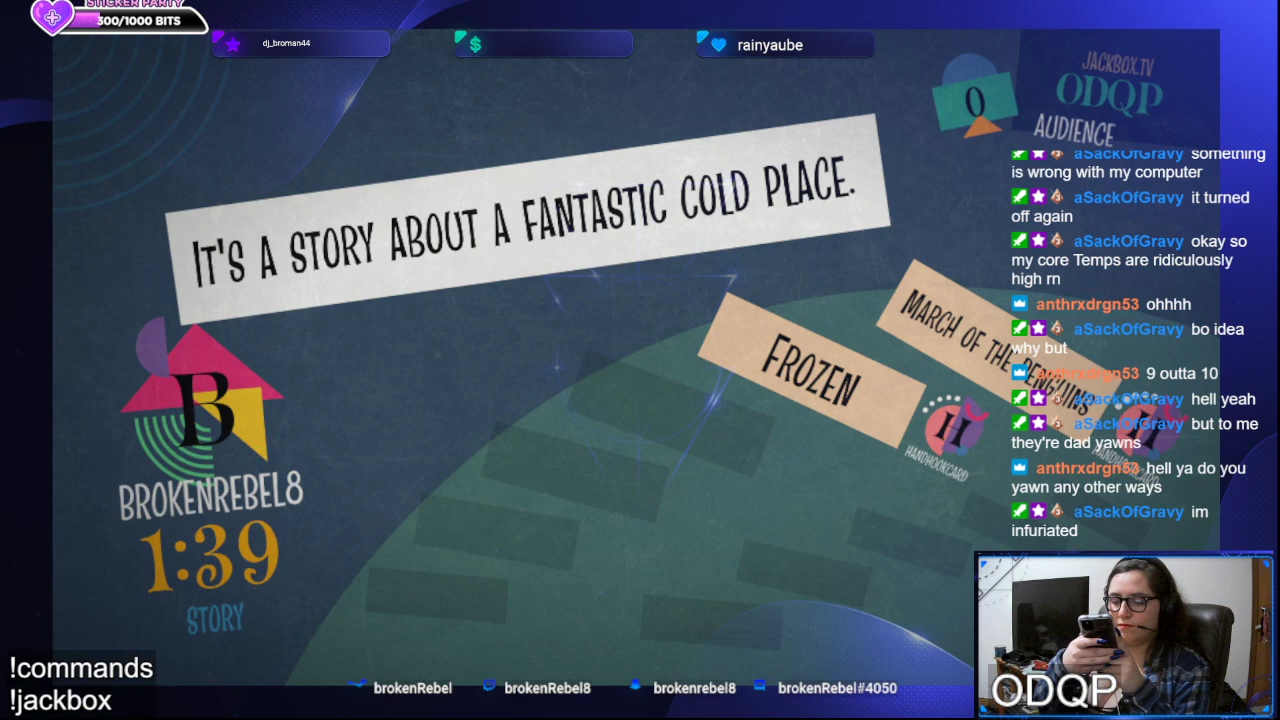 STICKER PARTY
300/1000 BITS
dj_broman44
$
rainyaube
0
JACKBOX.TV
ODQP
AUDIENCE
IT'S A STORY ABOUT A FANTASTIC COLD PLACE.
FROZEN
MARCH OF THE PENGUINS
H
HANDHOOKCARD
H
HANDHOOKCARD
B
BROKENREBEL8
1:39
STORY
aSackOfGravy something
is wrong with my computer
aSackOfGravy it turned
off again
aSackOfGravy okay so
my core Temps are ridiculously
high rn
anthrxdrgn53 ohhhh
aSackOfGravy bo idea
why but
anthrxdrgn53 9 outta 10
aSackOfGravy hell yeah
aSackOfGravy but to me
they're dad yawns
anthrxdrgn53 hell ya do you
yawn any other ways
aSackOfGravy im
infuriated
!commands
!jackbox
brokenRebel
brokenRebel8
brokenrebel8
brokenRebel#4050
ODQP